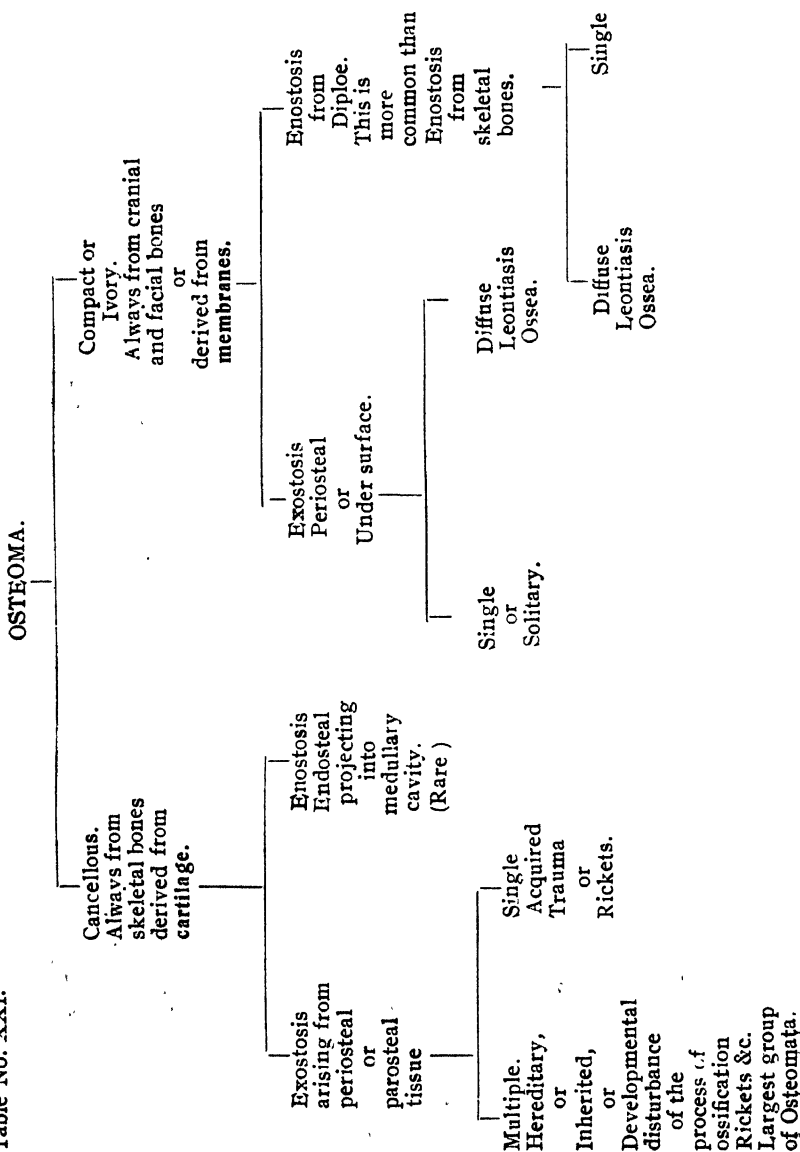 Table No. XXI.
OSTEOMA.
Cancellous.
Always from
skeletal bones
derived from
cartilage.
Compact or
Ivory.
Always from cranial
and facial bones
or
derived from
membranes.
Exostosis
arising from
periosteal
or
parosteal
tissue
Enostosis
Endosteal
projecting
into
medullary
cavity.
(Rare )
Exostosis
Periosteal
or
Under surface.
Enostosis
from
Diploe.
This is
more
common than
Enostosis
from
skeletal
bones.
Multiple.
Hereditary,
or
Inherited,
or
Developmental
disturbance
of the
process of
ossification
Rickets &c.
Largest group
of Osteomata.
Single
Acquired
Trauma
or
Rickets.
Single
or
Solitary.
Diffuse
Leontiasis
Ossea.
Diffuse
Leontiasis
Ossea.
Single